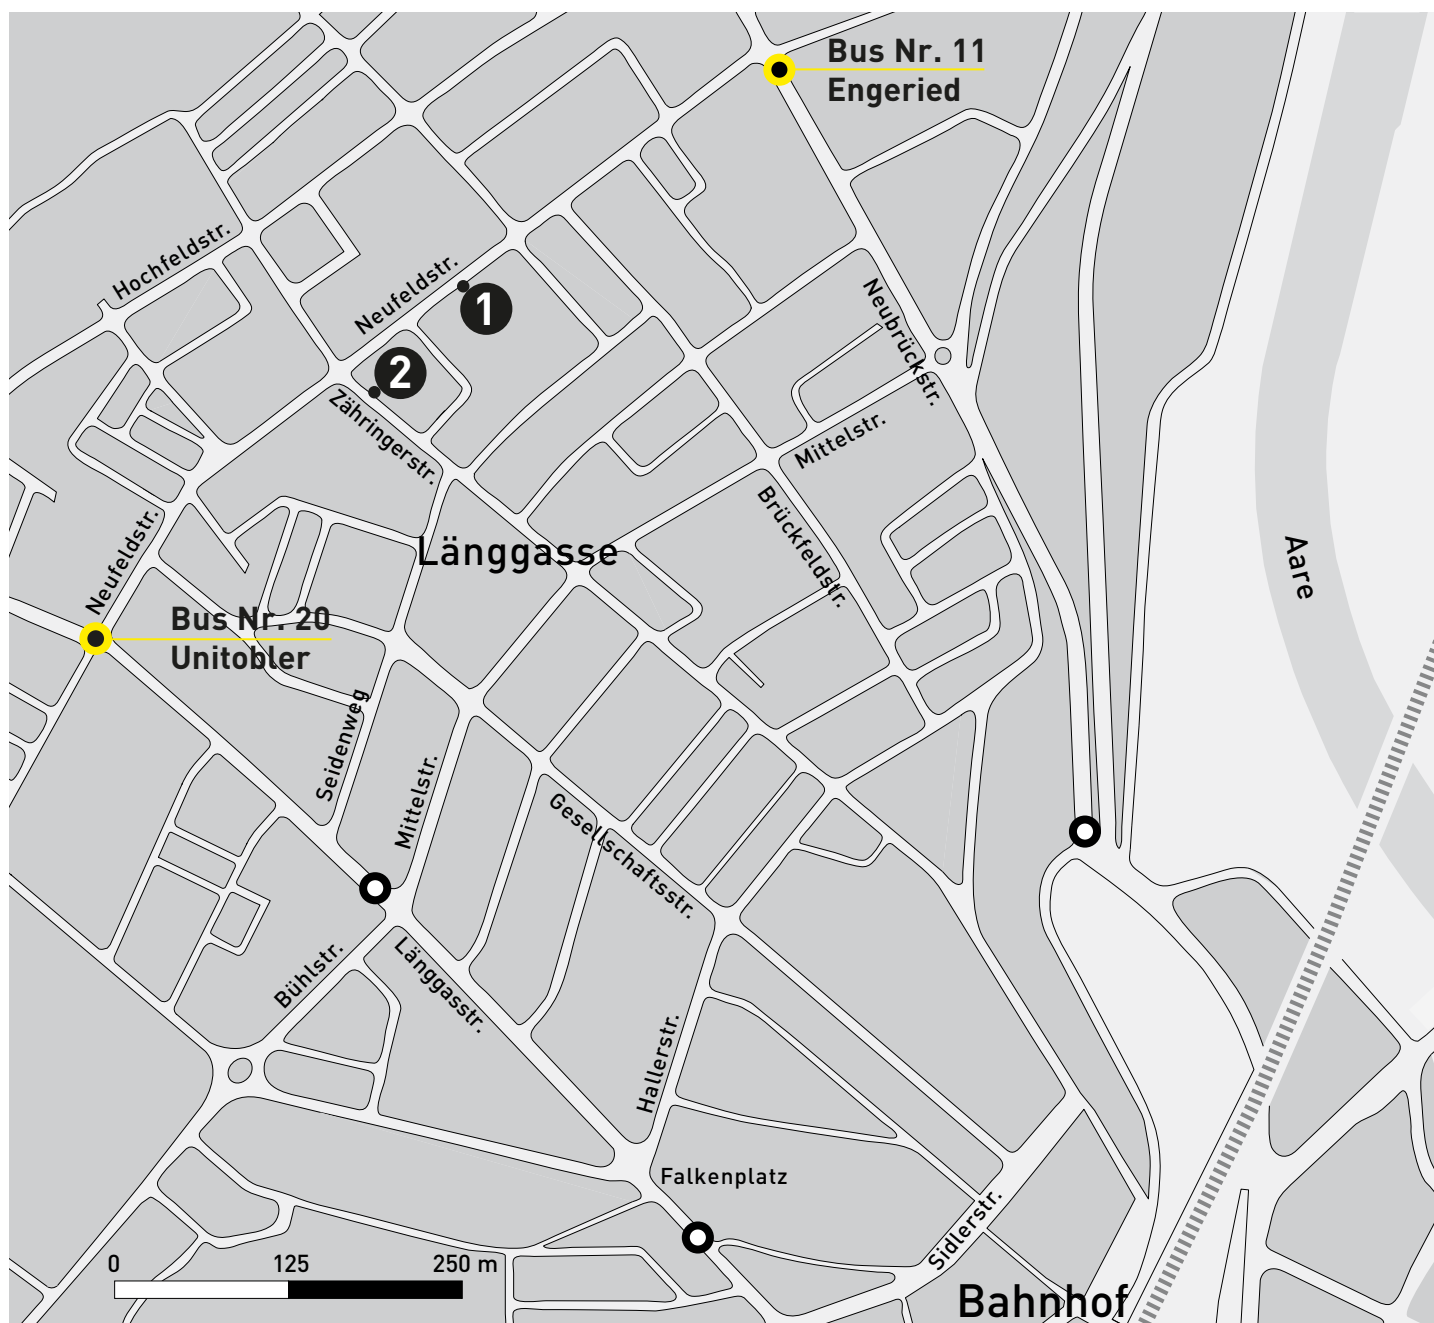 Bus Nr. 11
Engeried
Hochfeldstr.
Neufeldstr.
1
Neubrückstr.
2
Zähringerstr.
Mittelstr.
Brückfeldstr.
Neufeldstr.
Länggasse
Aare
Bus Nr. 20
Unitobler
Seidenweg
Mittelstr.
Gesellschaftsstr.
Bühlstr.
Länggasstr.
Hallerstr.
Falkenplatz
Sidlerstr.
0 125 250 m
Bahnhof